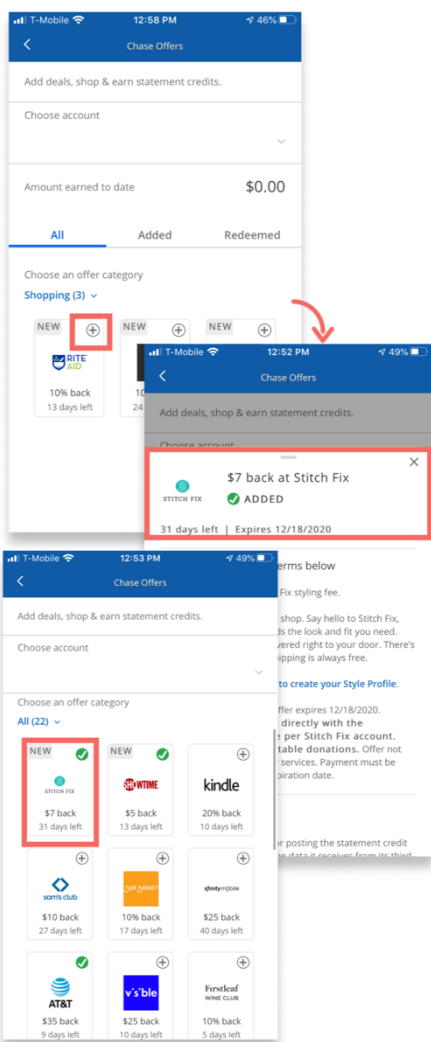 T-Mobile 12:58 PM 46%
Chase Offers
Add deals, shop & earn statement credits.
Choose account
Amount earned to date $0.00
All Added Redeemed
Choose an offer category
Shopping (3)
NEW NEW NEW
RITE AID
10% back 10
13 days left 24
T-Mobile 12:52 PM 49%
Chase Offers
Add deals, shop & earn statement credits.
Choose account
$7 back at Stitch Fix
STITCH FIX
ADDED
31 days left | Expires 12/18/2020
erms below
Fix styling fee.
shop. Say hello to Stitch Fix,
ds the look and fit you need.
vered right to your door. There's
ipping is always free.
to create your Style Profile.
ffer expires 12/18/2020.
directly with the
per Stitch Fix account.
table donations. Offer not
services. Payment must be
piration date.
r posting the statement credit
data it receives from its third
T-Mobile 12:53 PM 49%
Chase Offers
Add deals, shop & earn statement credits.
Choose account
Choose an offer category
All (22)
NEW NEW
STITCH FIX SHOWTIME kindle
$7 back $5 back 20% back
31 days left 13 days left 10 days left
sam's club SUN BASKET xfinity mobile
$10 back 10% back $25 back
27 days left 17 days left 40 days left
AT&T visible Firstleaf
WINE CLUB
$35 back $25 back 10% back
9 days left 10 days left 5 days left